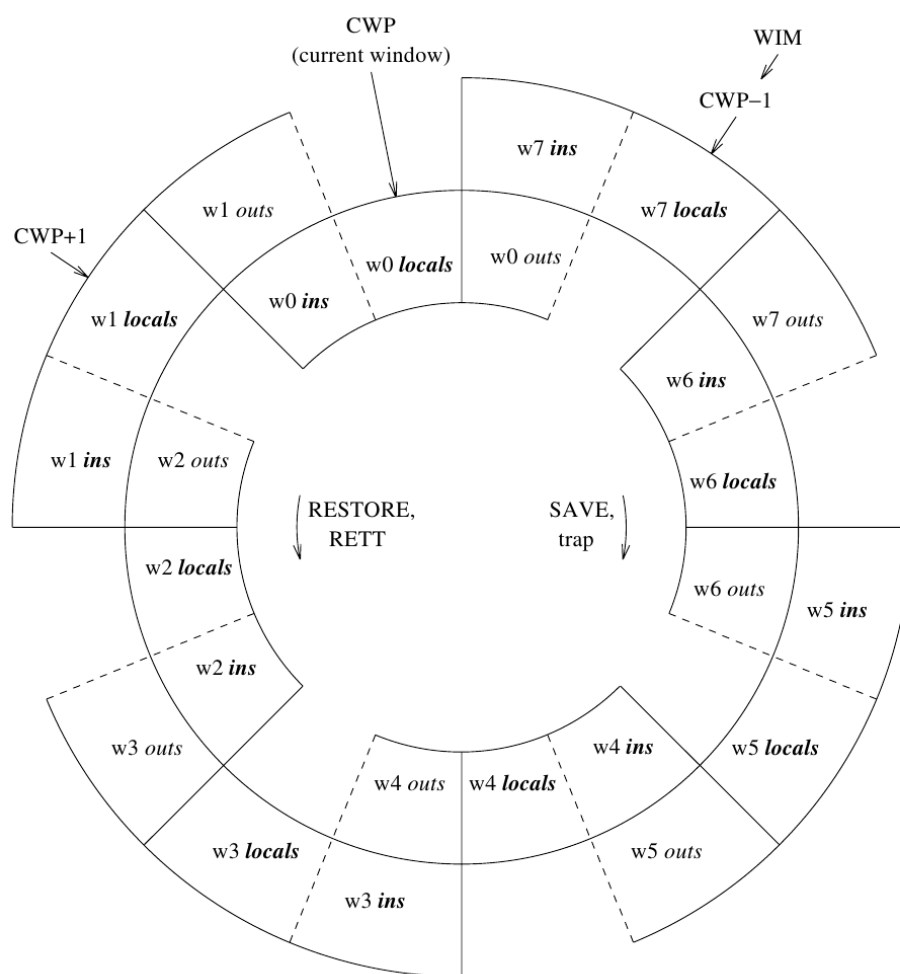 CWP
(current window)
WIM
CWP−1
w7 ins
w1 outs
w7 locals
CWP+1
w0 locals
w0 outs
w0 ins
w1 locals
w7 outs
w6 ins
w1 ins
w2 outs
w6 locals
RESTORE,
RETT
SAVE,
trap
w2 locals
w6 outs
w5 ins
w2 ins
w3 outs
w4 ins
w5 locals
w4 outs
w4 locals
w3 locals
w5 outs
w3 ins